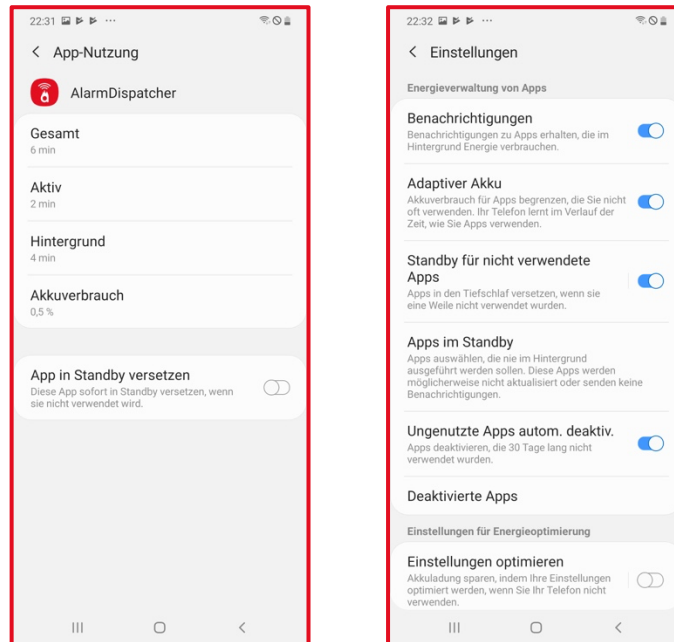 22:31
App-Nutzung
AlarmDispatcher
Gesamt
6 min
Aktiv
2 min
Hintergrund
4 min
Akkuverbrauch
0,5 %
App in Standby versetzen
Diese App sofort in Standby versetzen, wenn
sie nicht verwendet wird.
22:32
Einstellungen
Energieverwaltung von Apps
Benachrichtigungen
Benachrichtigungen zu Apps erhalten, die im
Hintergrund Energie verbrauchen.
Adaptiver Akku
Akkuverbrauch für Apps begrenzen, die Sie nicht
oft verwenden. Ihr Telefon lernt im Verlauf der
Zeit, wie Sie Apps verwenden.
Standby für nicht verwendete
Apps
Apps in den Tiefschlaf versetzen, wenn sie
eine Weile nicht verwendet wurden.
Apps im Standby
Apps auswählen, die nie im Hintergrund
ausgeführt werden sollen. Diese Apps werden
möglicherweise nicht aktualisiert oder senden keine
Benachrichtigungen.
Ungenutzte Apps autom. deaktiv.
Apps deaktivieren, die 30 Tage lang nicht
verwendet wurden.
Deaktivierte Apps
Einstellungen für Energieoptimierung
Einstellungen optimieren
Akkuladung sparen, indem Ihre Einstellungen
optimiert werden, wenn Sie Ihr Telefon nicht
verwenden.